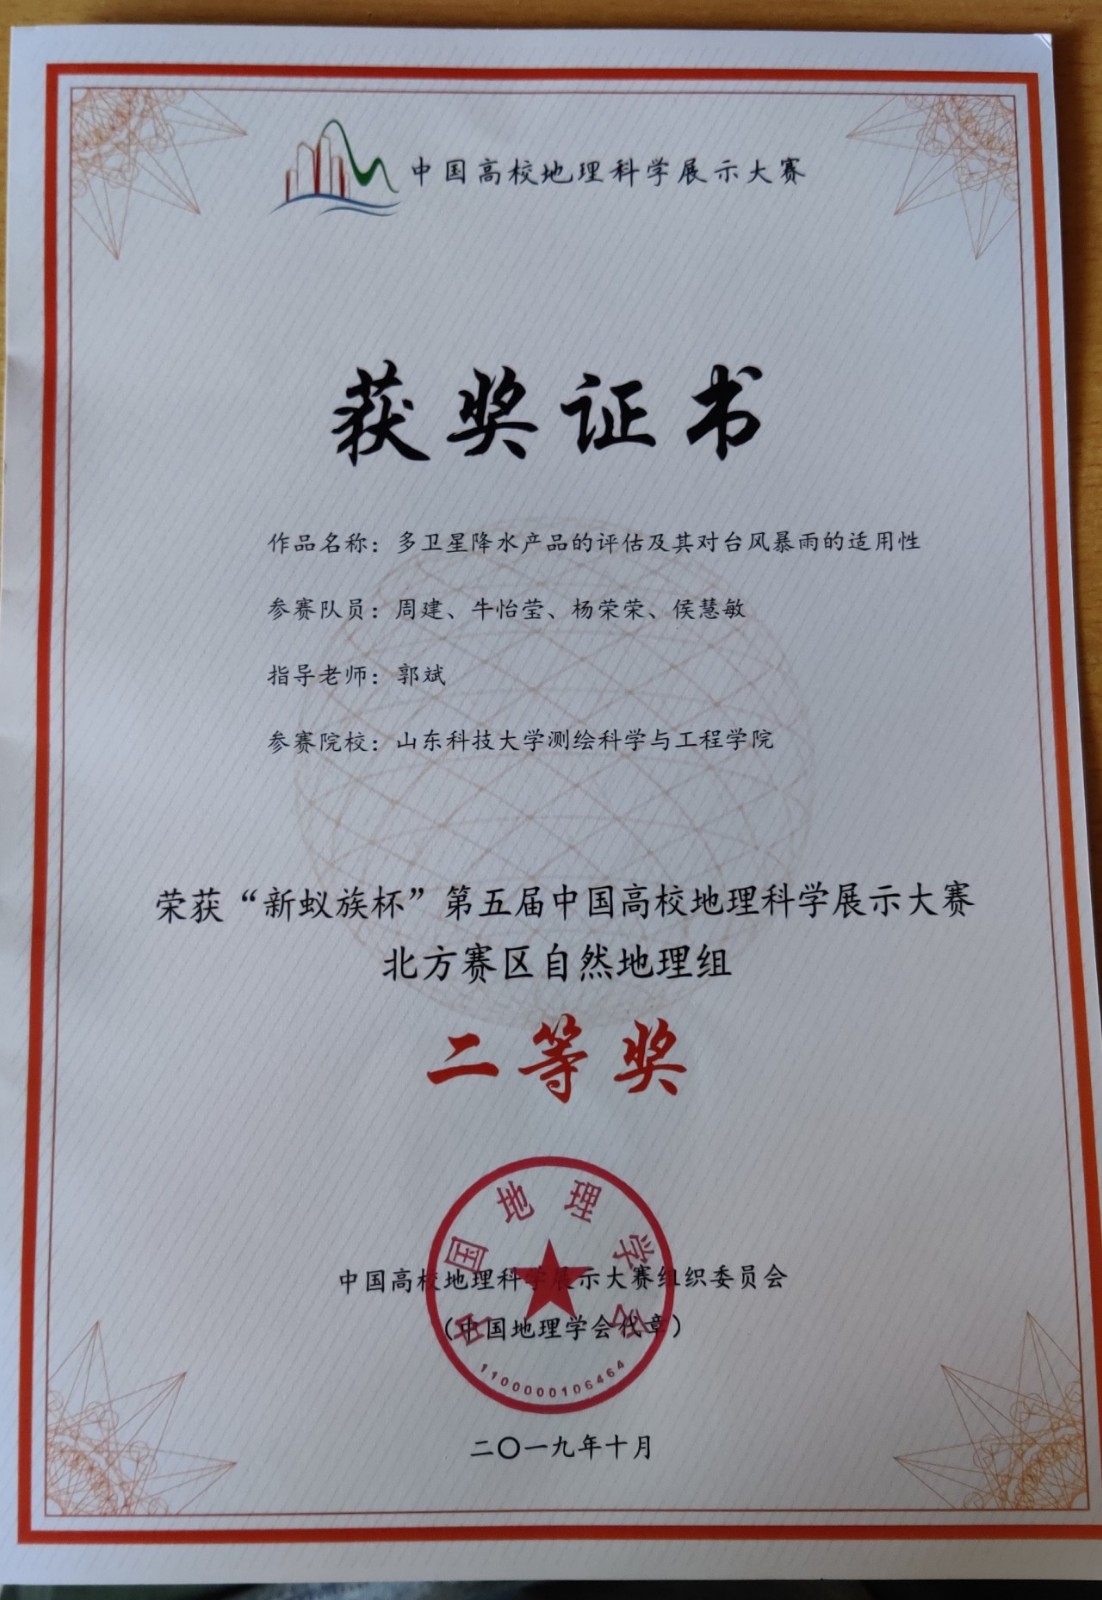 中国高校地理科学展示大赛
获奖证书
作品名称：多卫星降水产品的评估及其对台风暴雨的适用性
参赛队员：周建、牛怡莹、杨荣荣、侯慧敏
指导老师：郭斌
参赛院校：山东科技大学测绘科学与工程学院
荣获“新蚁族杯”第五届中国高校地理科学展示大赛
北方赛区自然地理组
二等奖
中国地理学会
中国高校地理科学展示大赛组织委员会
（中国地理学会代章）
1100000106464
二〇一九年十月